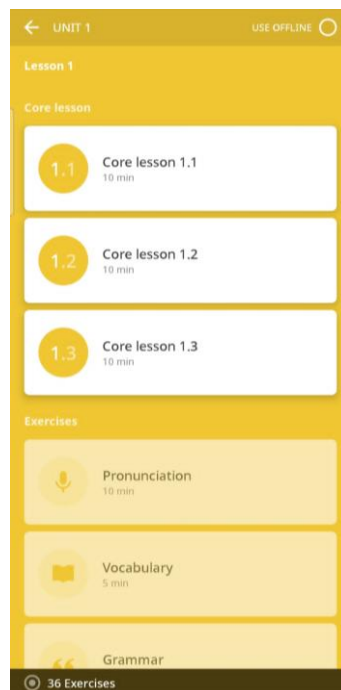 UNIT 1
USE OFFLINE
Lesson 1
Core lesson
1.1
Core lesson 1.1
10 min
1.2
Core lesson 1.2
10 min
1.3
Core lesson 1.3
10 min
Exercises
Pronunciation
10 min
Vocabulary
5 min
Grammar
36 Exercises